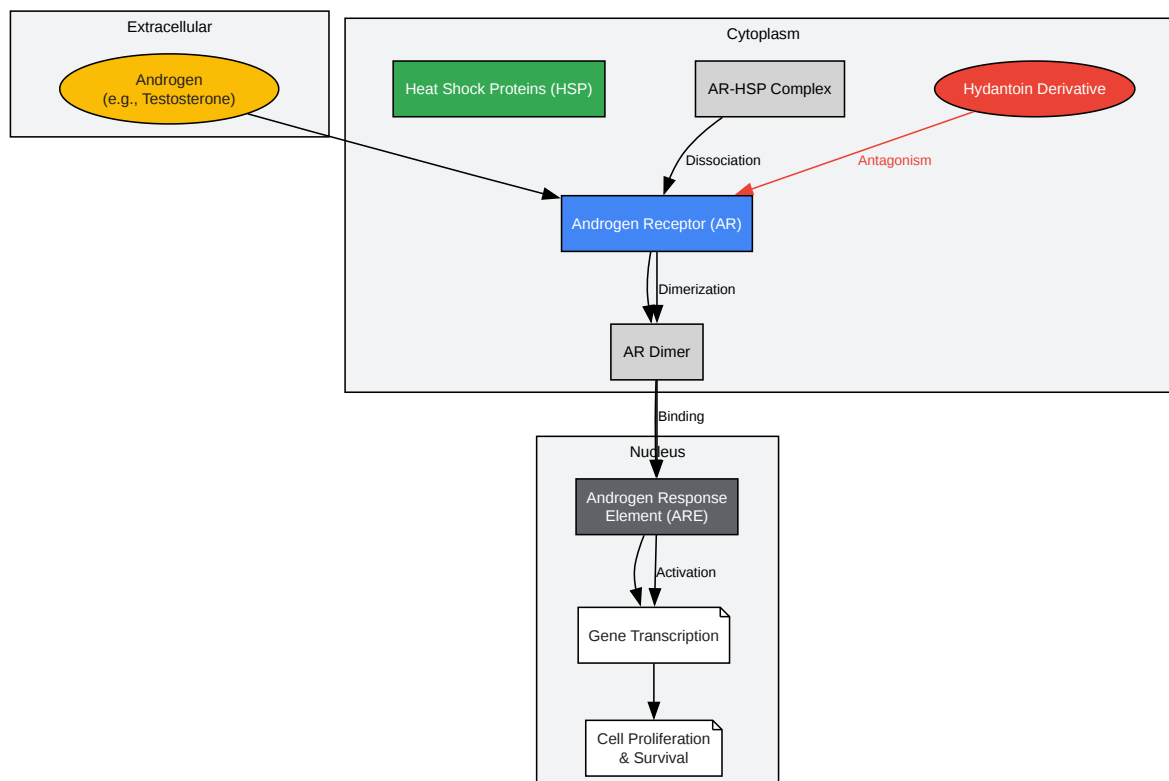 Extracellular
Cytoplasm
Androgen
(e.g., Testosterone)
Heat Shock Proteins (HSP)
AR-HSP Complex
Hydantoin Derivative
Dissociation
Antagonism
Androgen Receptor (AR)
Dimerization
AR Dimer
Binding
Nucleus
Androgen Response
Element (ARE)
Activation
Gene Transcription
Cell Proliferation
& Survival